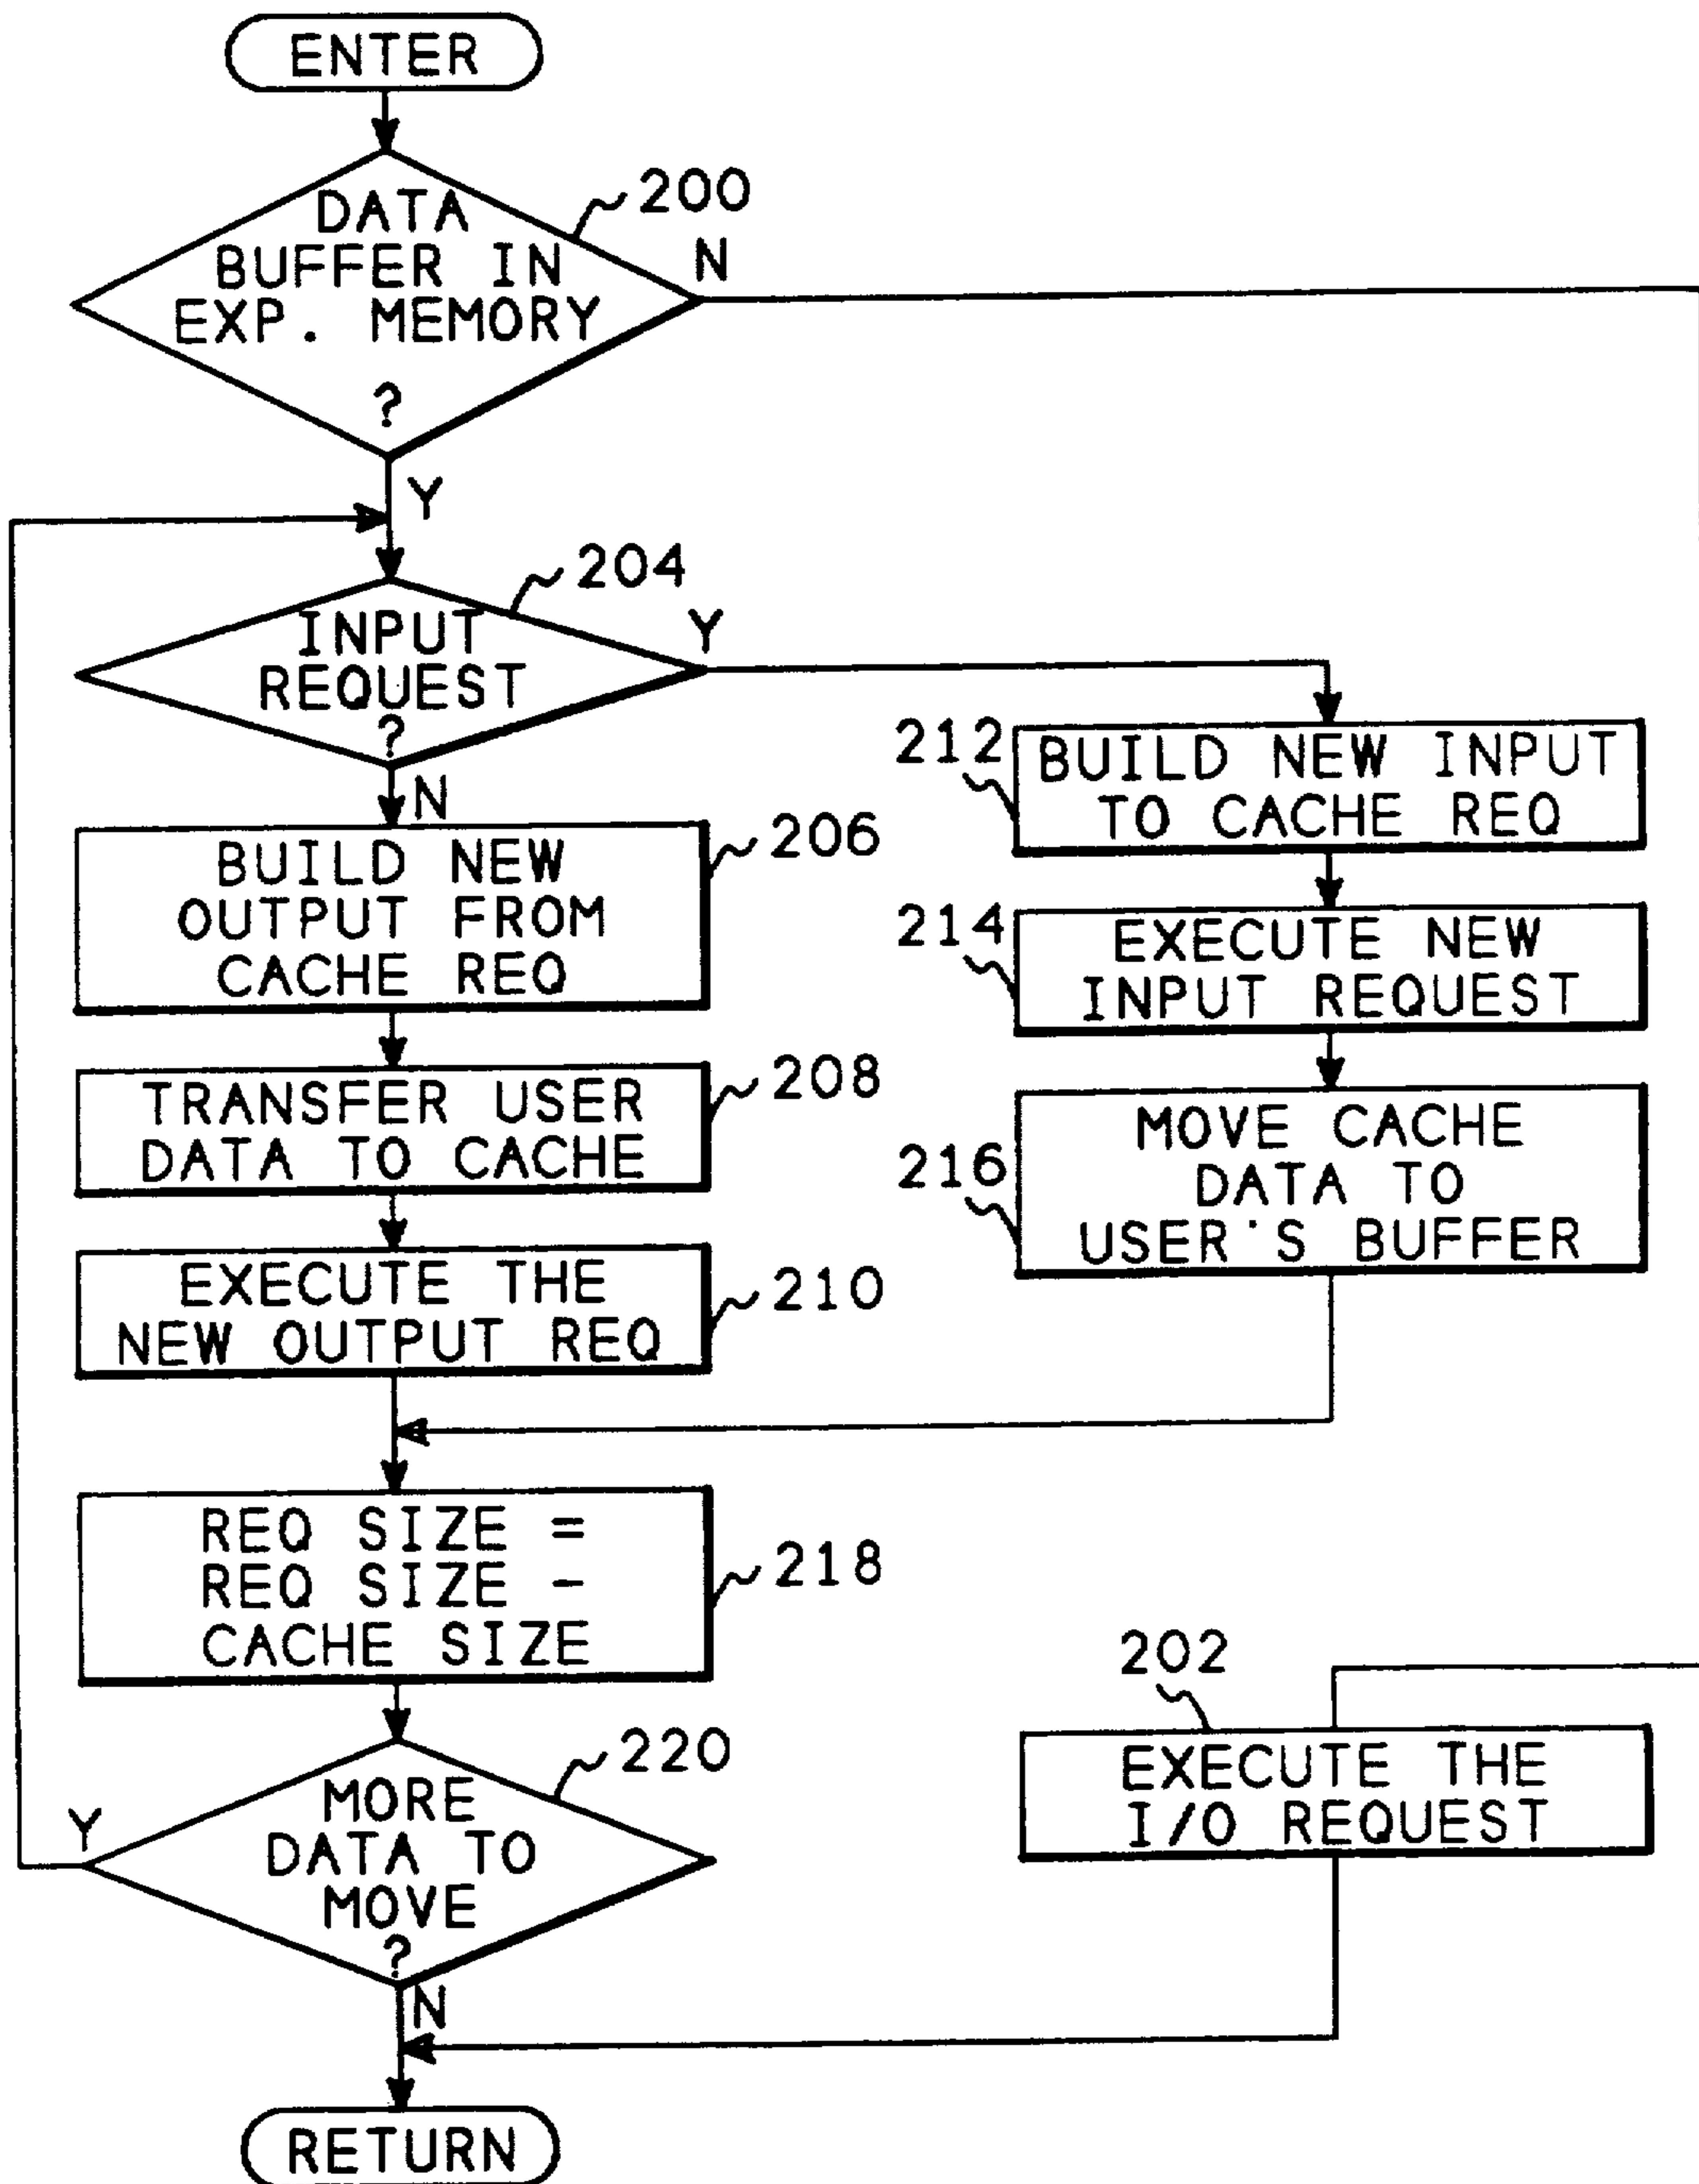 ENTER
DATA
BUFFER IN
EXP. MEMORY
?
200
N
Y
204
INPUT
REQUEST
?
Y
N
BUILD NEW
OUTPUT FROM
CACHE REQ
206
TRANSFER USER
DATA TO CACHE
208
EXECUTE THE
NEW OUTPUT REQ
210
212
BUILD NEW INPUT
TO CACHE REQ
214
EXECUTE NEW
INPUT REQUEST
216
MOVE CACHE
DATA TO
USER'S BUFFER
REQ SIZE =
REQ SIZE -
CACHE SIZE
218
220
MORE
DATA TO
MOVE
?
Y
N
202
EXECUTE THE
I/O REQUEST
RETURN